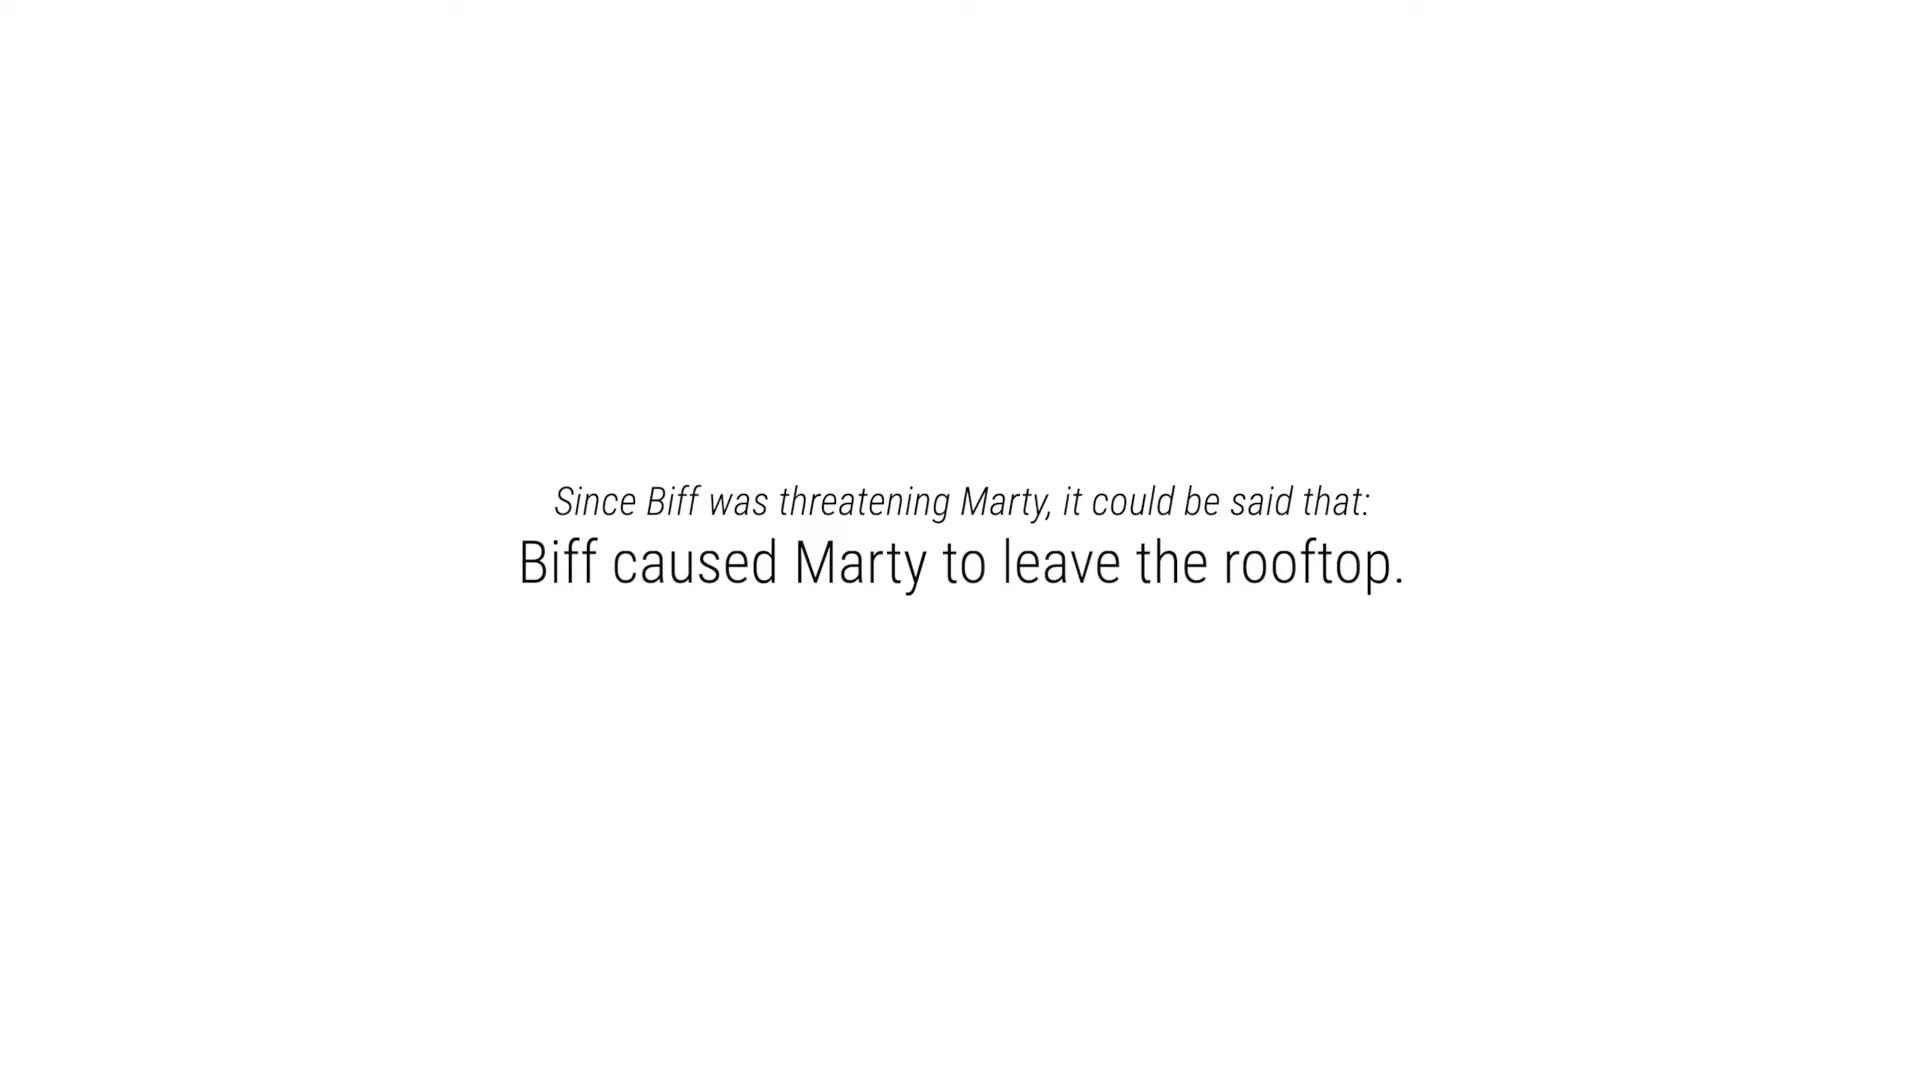 Since Biff was threatening Marty, it could be said that:
Biff caused Marty to leave the rooftop.